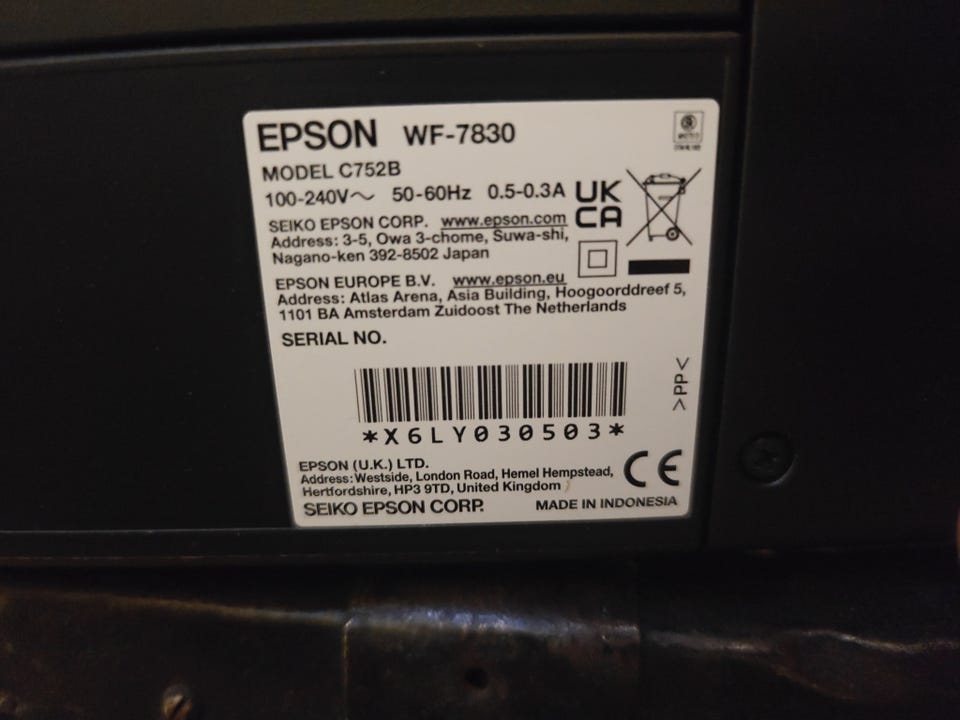 EPSON WF-7830
MODEL C752B
100-240V～ 50-60Hz 0.5-0.3A
UK
CA
SEIKO EPSON CORP. www.epson.com
Address: 3-5, Owa 3-chome, Suwa-shi,
Nagano-ken 392-8502 Japan
EPSON EUROPE B.V. www.epson.eu
Address: Atlas Arena, Asia Building, Hoogoorddreef 5,
1101 BA Amsterdam Zuidoost The Netherlands
SERIAL NO.
*X6LY030503*
>PP<
EPSON (U.K.) LTD.
Address: Westside, London Road, Hemel Hempstead,
Hertfordshire, HP3 9TD, United Kingdom
CE
SEIKO EPSON CORP. MADE IN INDONESIA